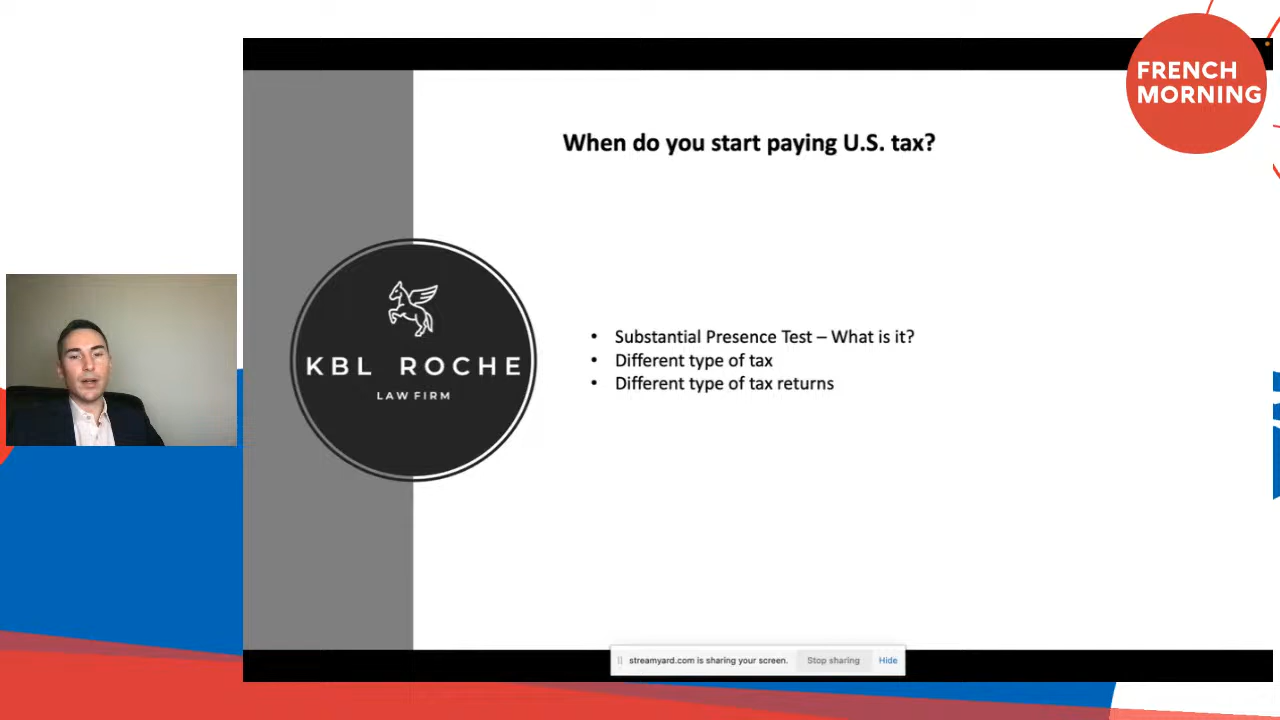 FRENCH
MORNING
When do you start paying U.S. tax?
KBL ROCHE
LAW FIRM
• Substantial Presence Test – What is it?
• Different type of tax
• Different type of tax returns
streamyard.com is sharing your screen. Stop sharing Hide